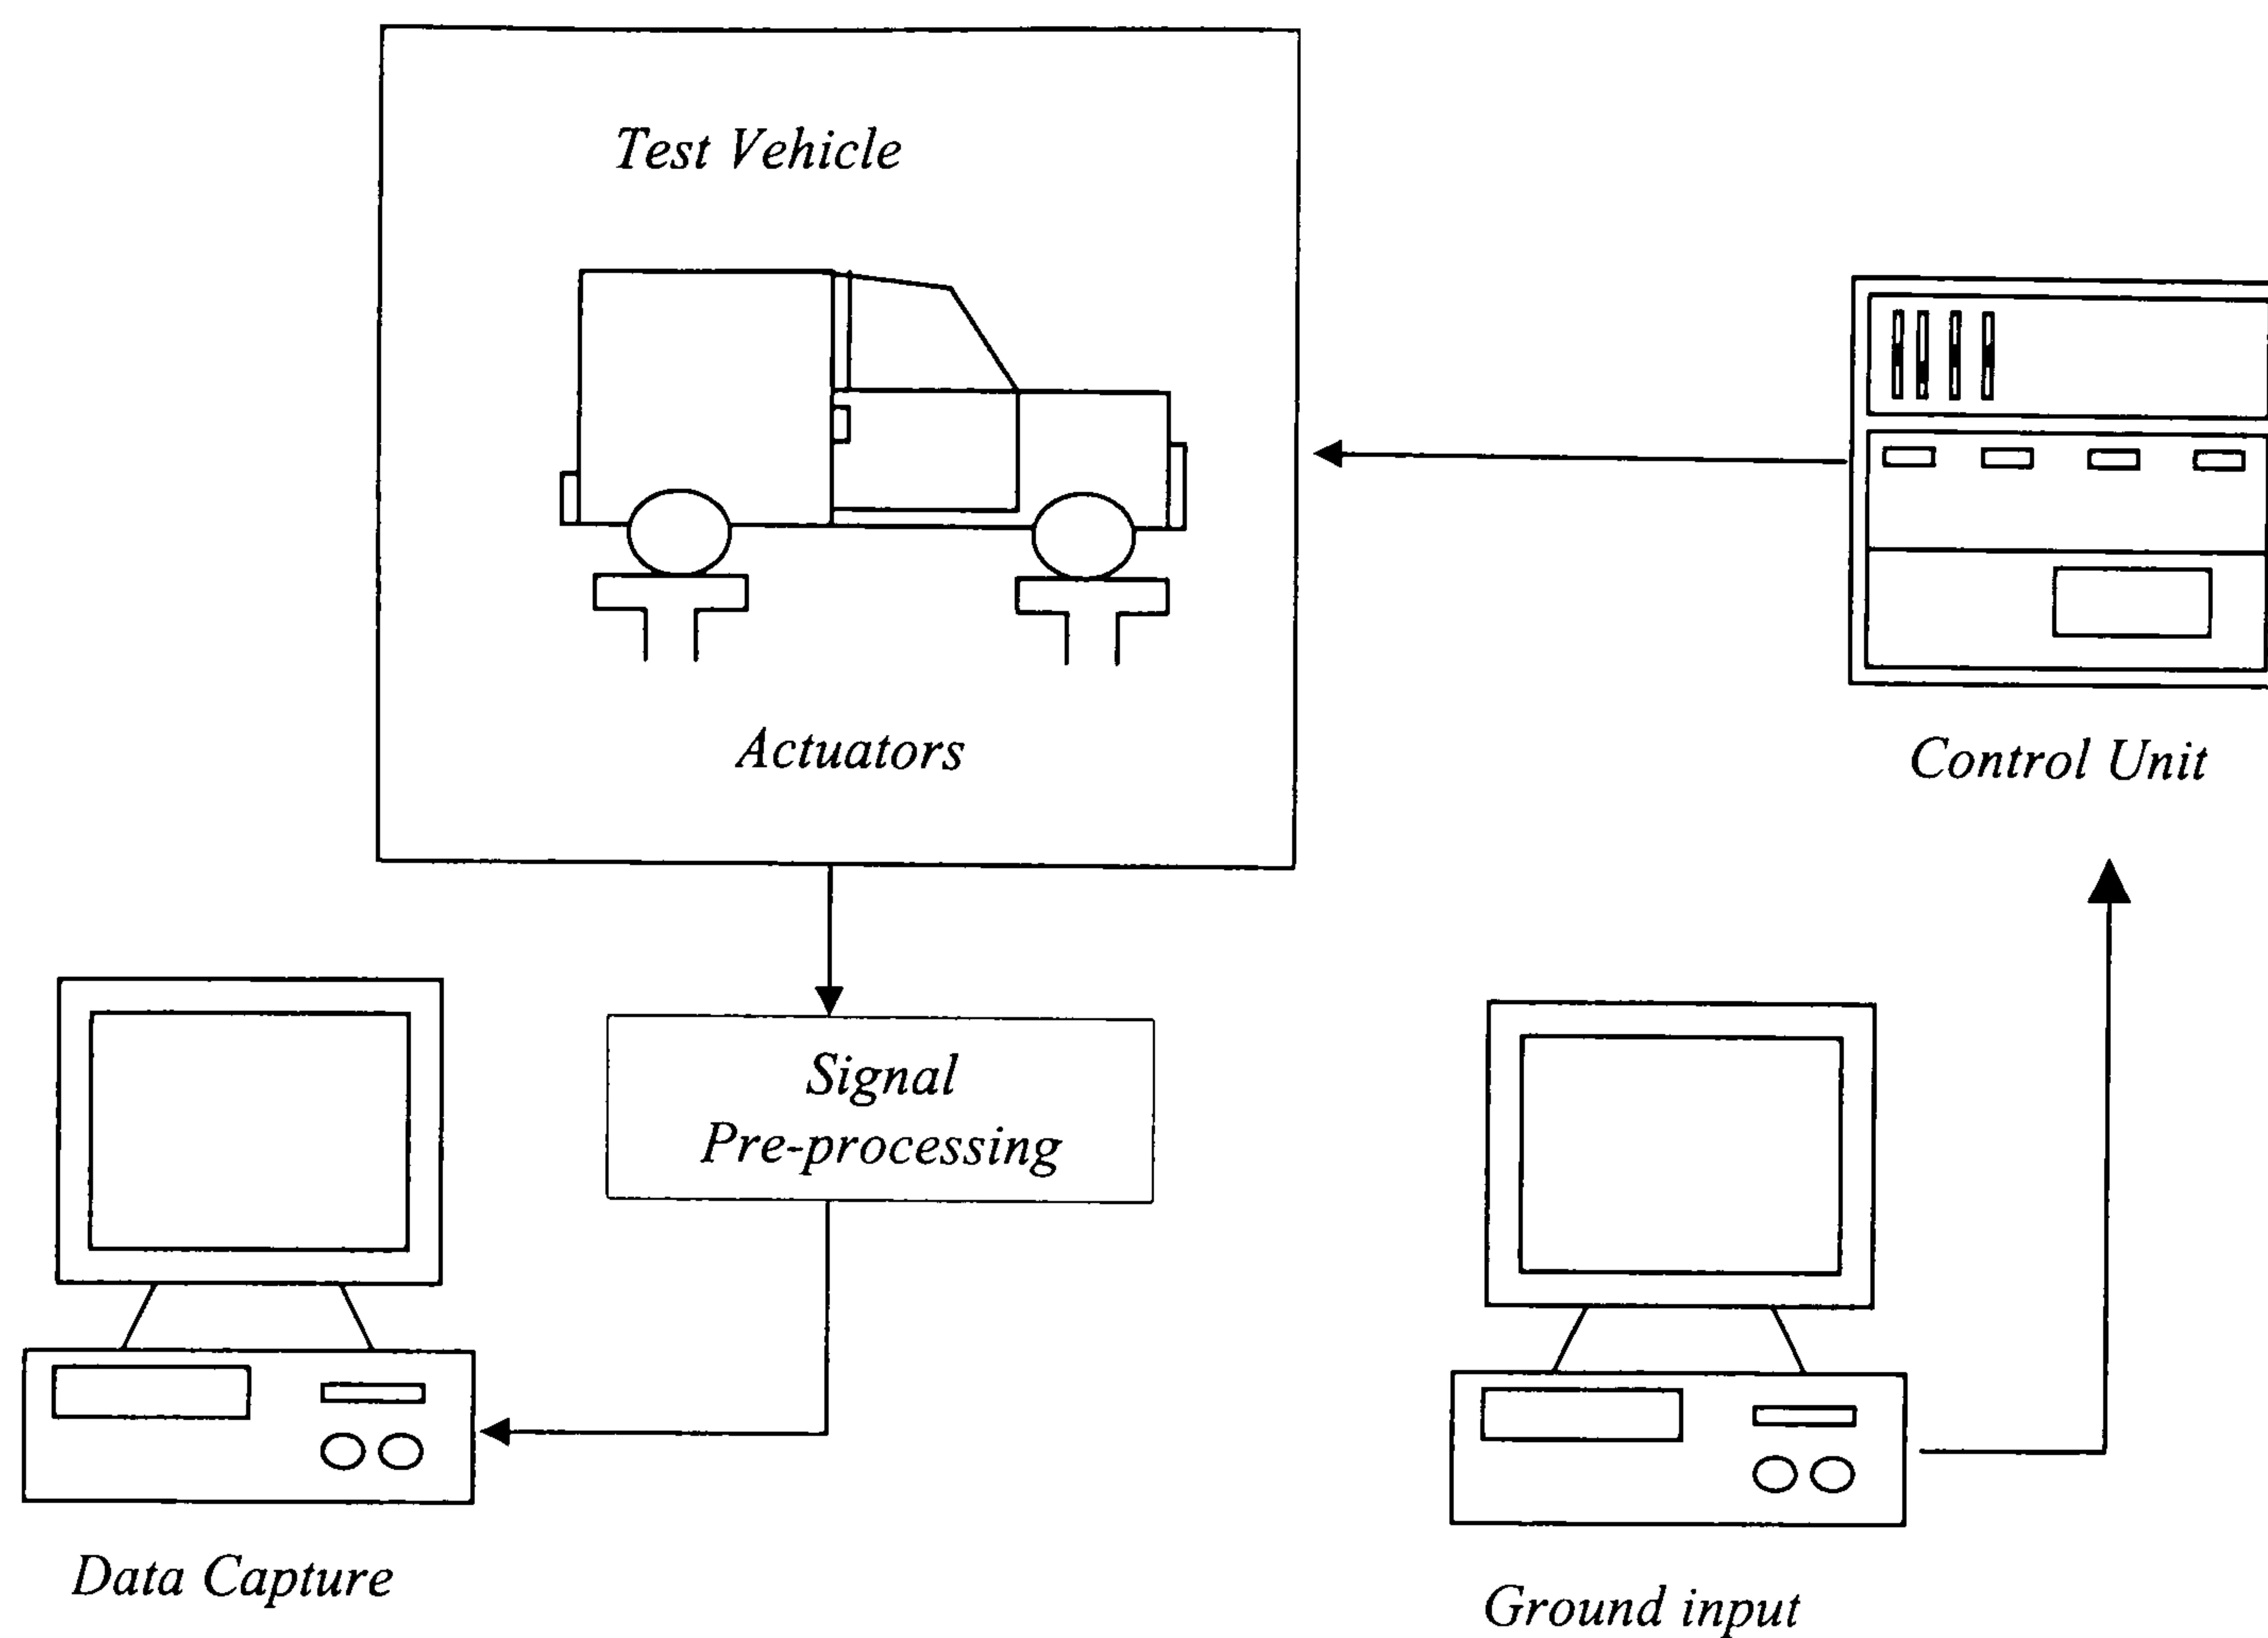 Test Vehicle
Actuators
Control Unit
Signal
Pre-processing
Data Capture
Ground input